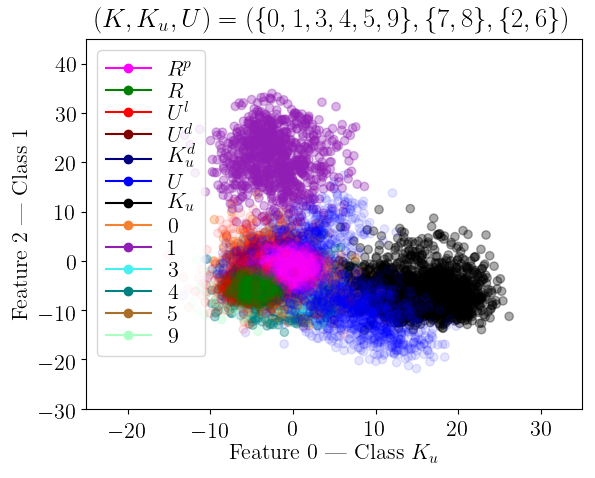 (K, K_u, U) = ({0, 1, 3, 4, 5, 9}, {7, 8}, {2, 6})
40
30
20
10
0
−10
−20
−30
Feature 2 — Class 1
R^p
R
U^l
U^d
K_u^d
U
K_u
0
1
3
4
5
9
−20 −10 0 10 20 30
Feature 0 — Class K_u